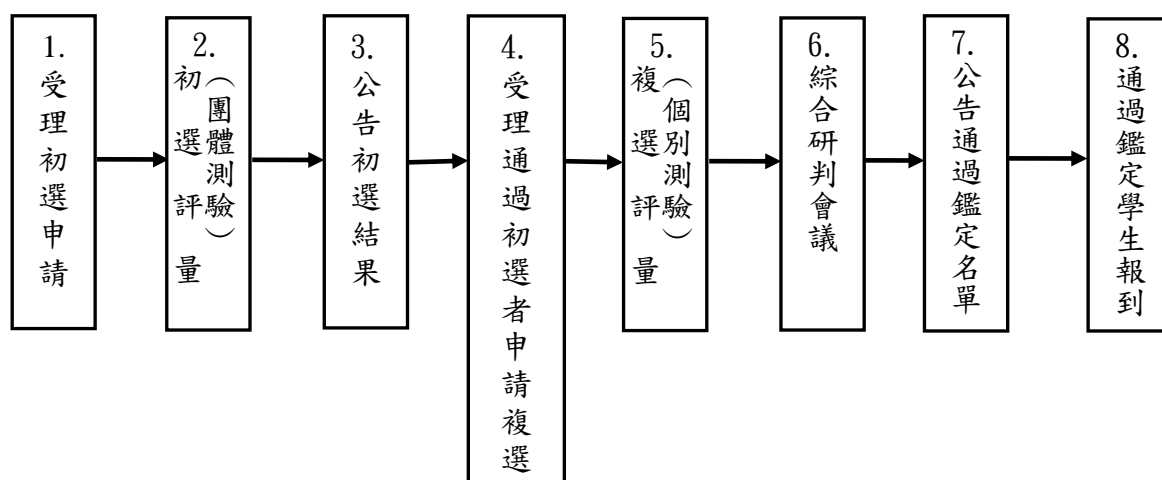 1.
受理初選申請
2.
初選評量
（團體測驗）
3.
公告初選結果
4.
受理通過初選者申請複選
5.
複選評量
（個別測驗）
6.
綜合研判會議
7.
公告通過鑑定名單
8.
通過鑑定學生報到